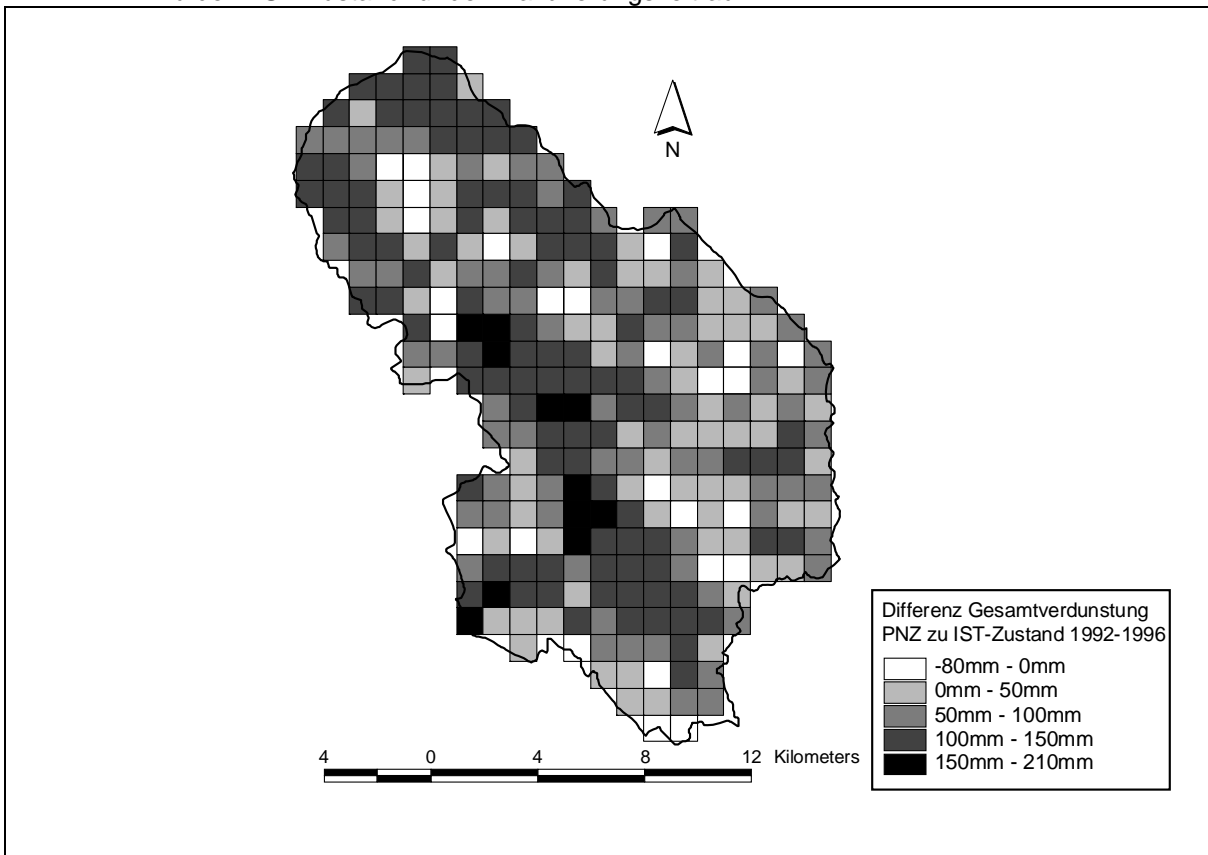 N
Differenz Gesamtverdunstung
PNZ zu IST-Zustand 1992-1996
-80mm - 0mm
0mm - 50mm
50mm - 100mm
100mm - 150mm
150mm - 210mm
4 0 4 8 12 Kilometers